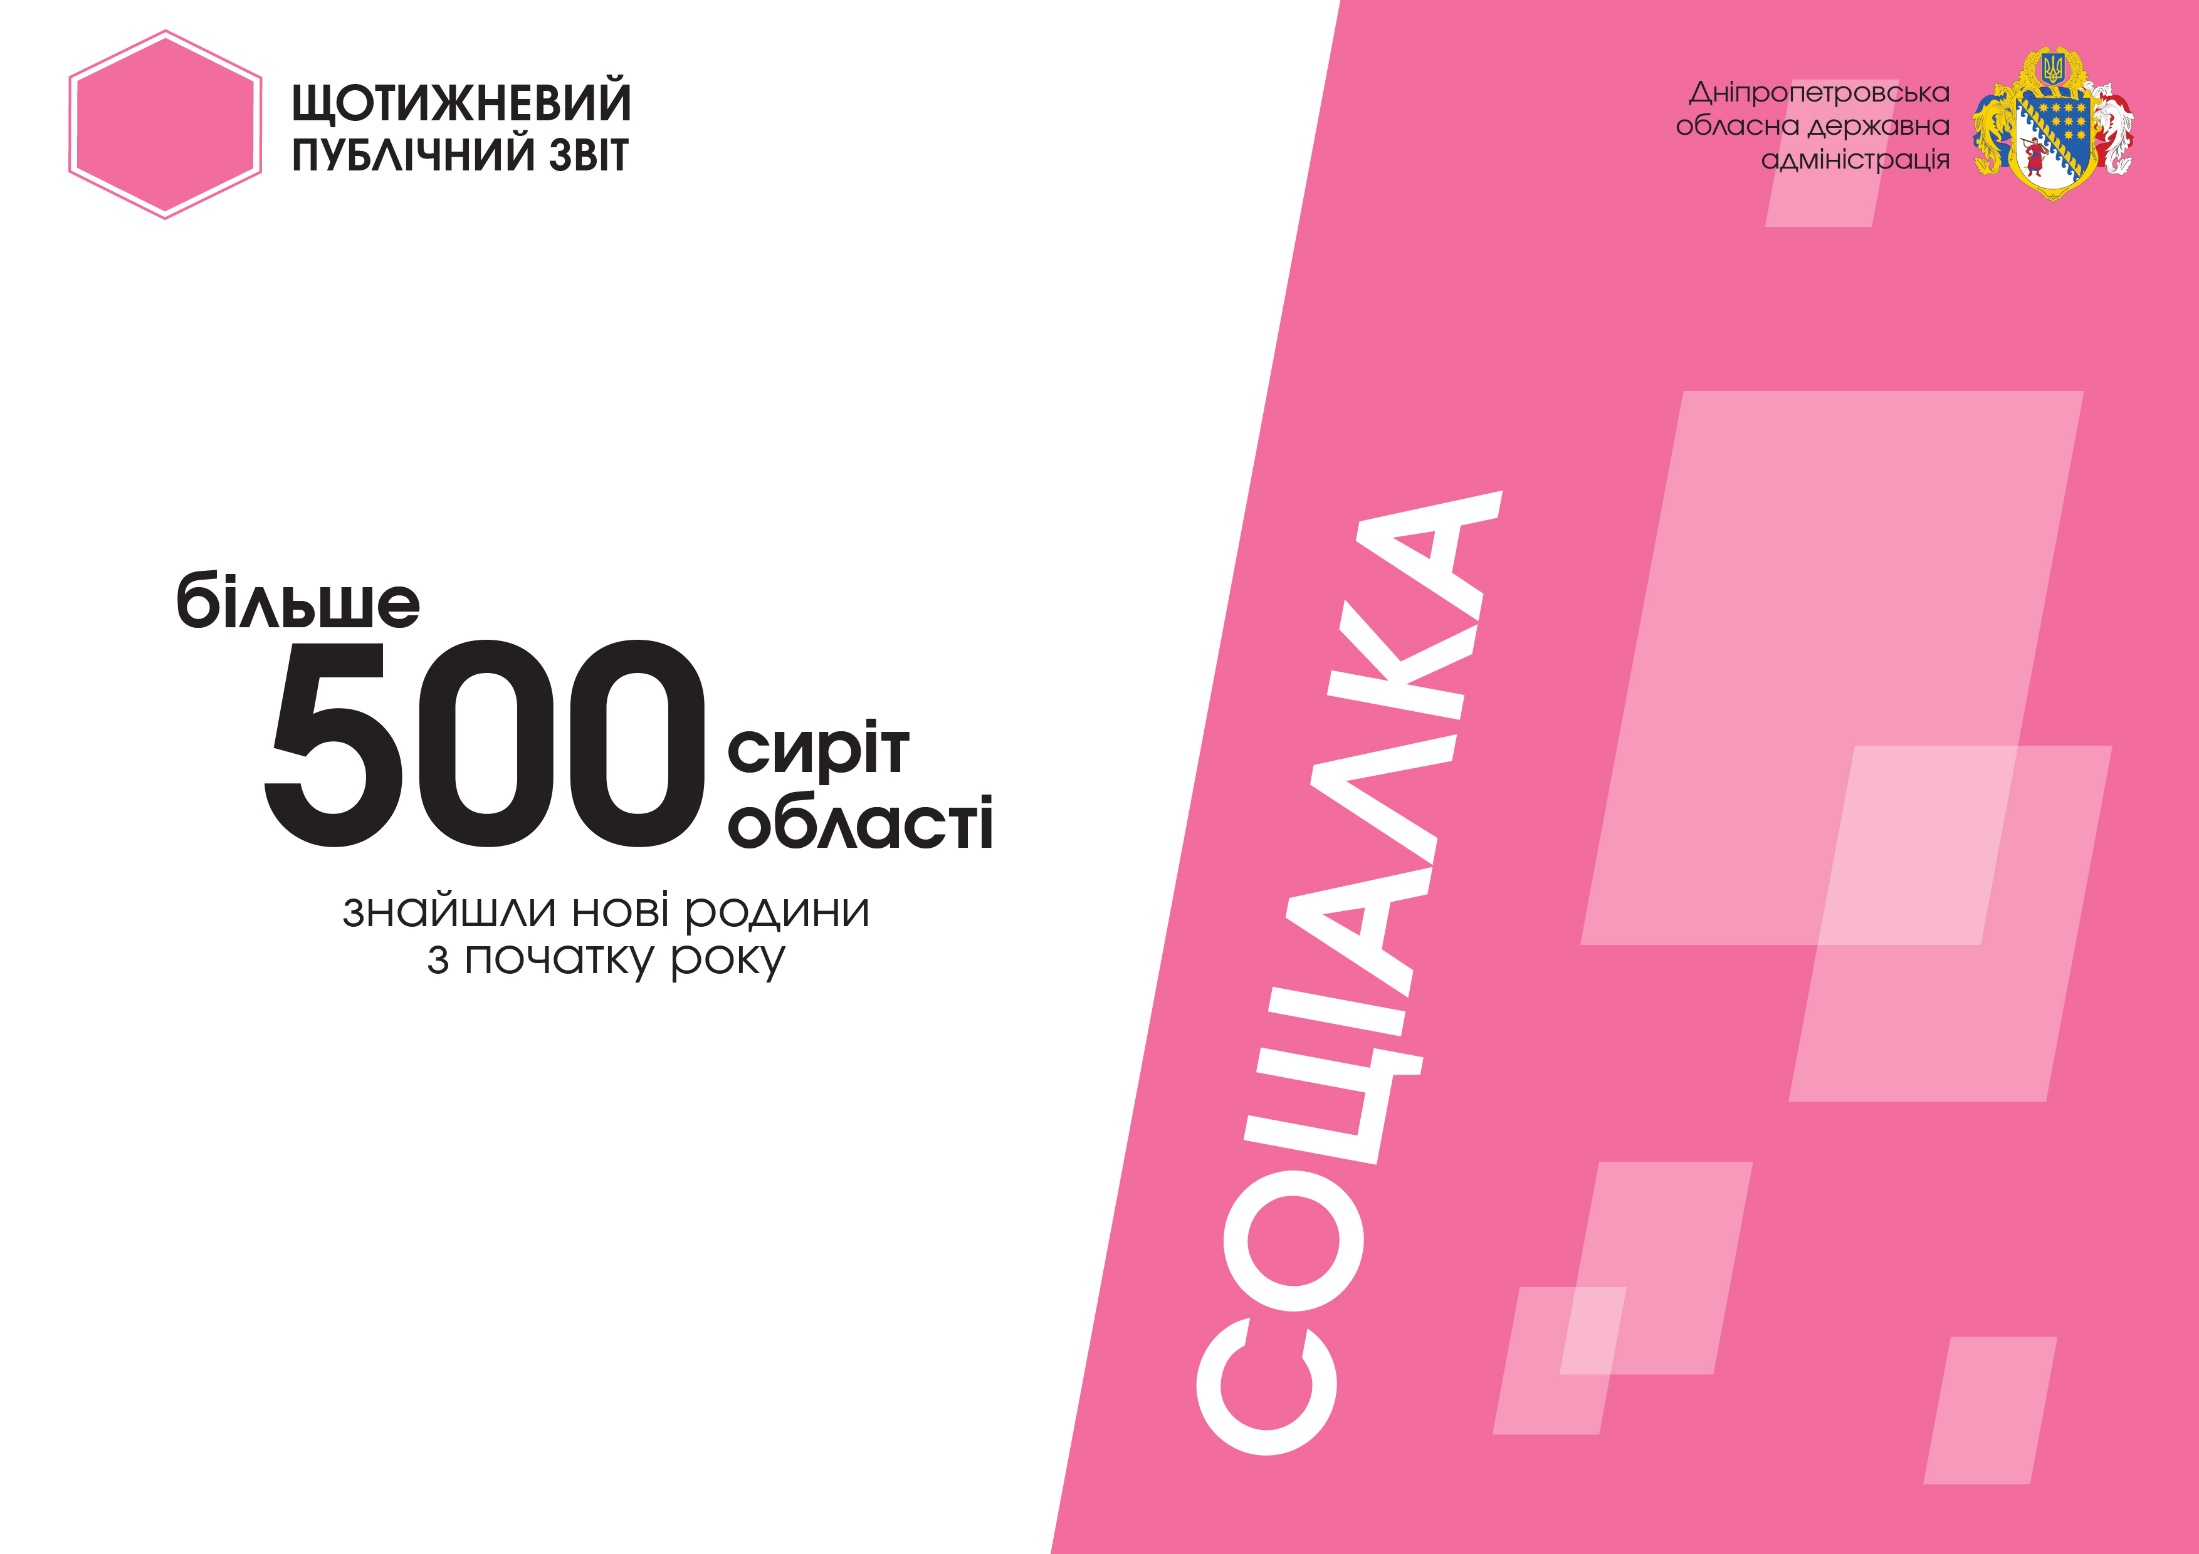 ЩОТИЖНЕВИЙ
ПУБЛІЧНИЙ ЗВІТ
Дніпропетровська
обласна державна
адміністрація
більше
500 сиріт
області
знайшли нові родини
з початку року
СОЦІАЛКА